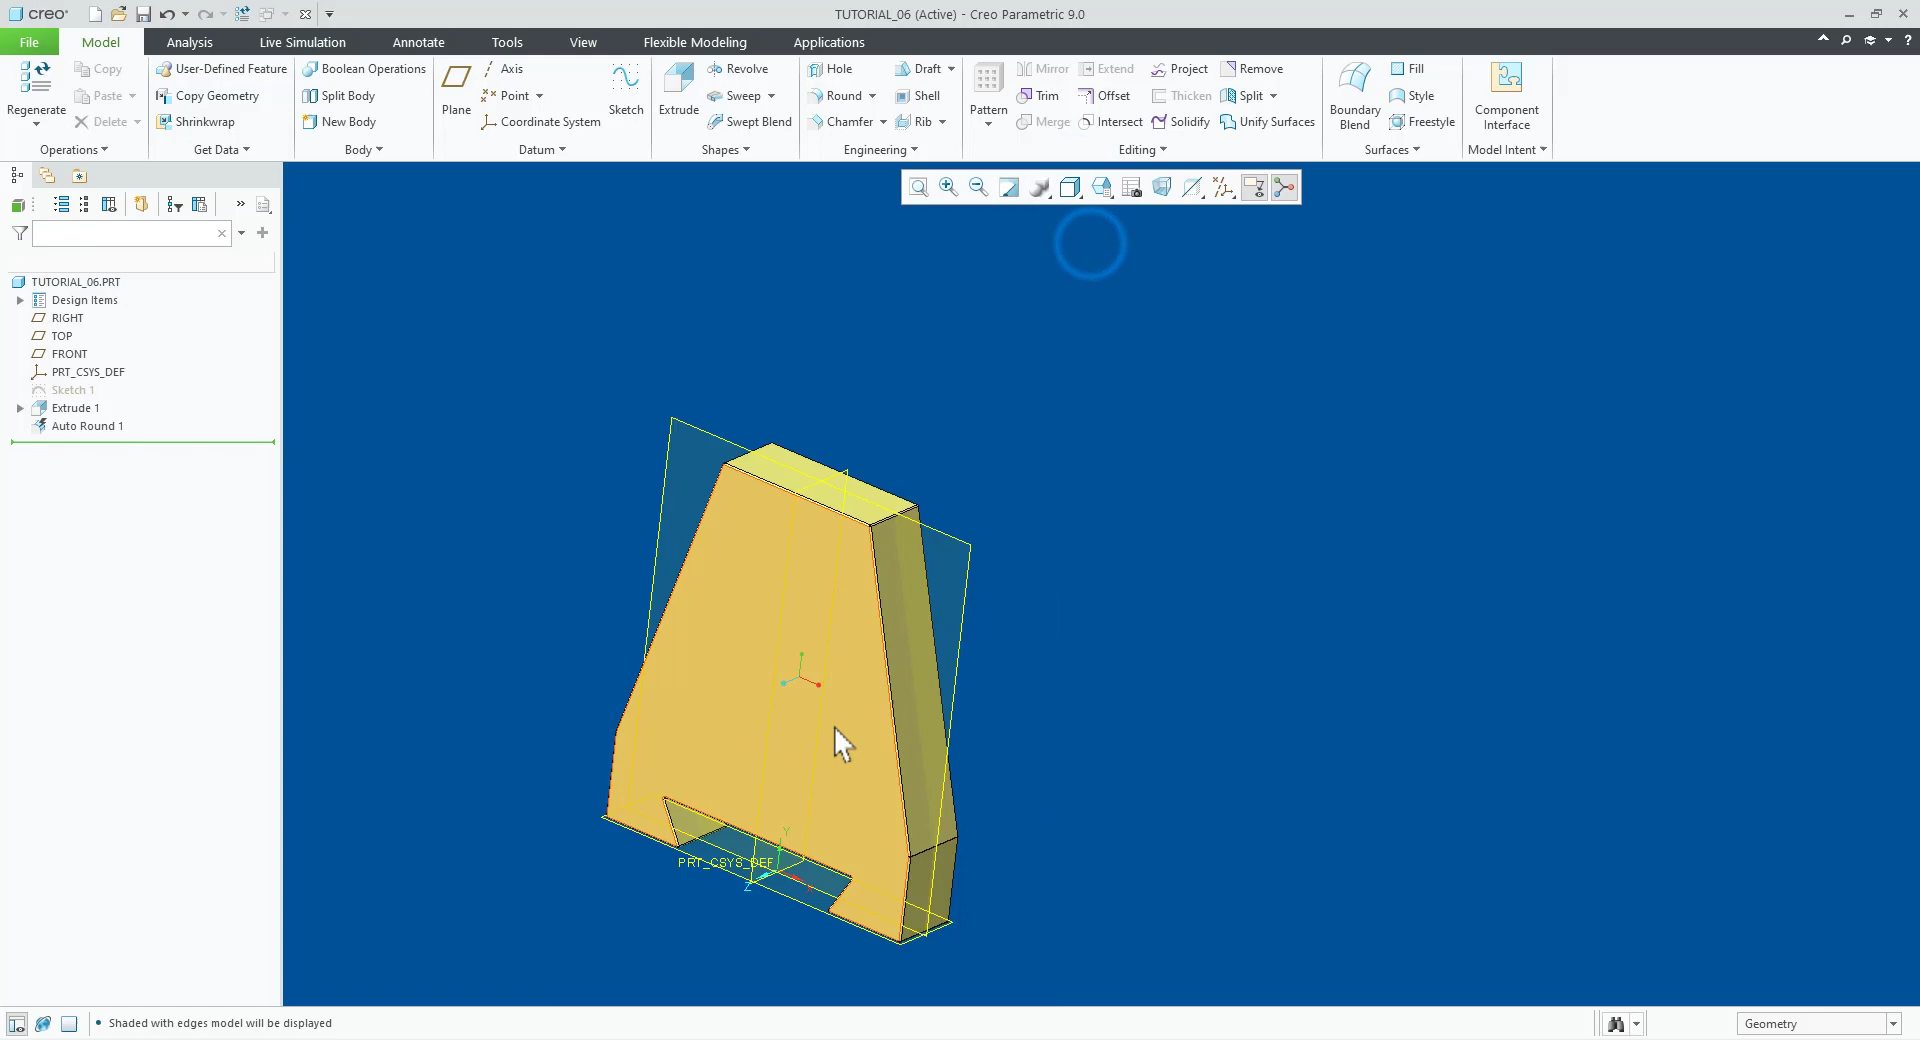 creo
TUTORIAL_06 (Active) - Creo Parametric 9.0
File Model Analysis Live Simulation Annotate Tools View Flexible Modeling Applications
Regenerate
Copy
Paste
Delete
Operations
User-Defined Feature
Copy Geometry
Shrinkwrap
Get Data
Boolean Operations
Split Body
New Body
Body
Plane
Axis
Point
Coordinate System
Sketch
Datum
Extrude
Revolve
Sweep
Swept Blend
Shapes
Hole
Round
Chamfer
Draft
Shell
Rib
Engineering
Pattern
Mirror
Trim
Merge
Extend
Offset
Intersect
Project
Thicken
Solidify
Remove
Split
Unify Surfaces
Editing
Boundary
Blend
Fill
Style
Freestyle
Surfaces
Component
Interface
Model Intent
TUTORIAL_06.PRT
Design Items
RIGHT
TOP
FRONT
PRT_CSYS_DEF
Sketch 1
Extrude 1
Auto Round 1
Y
PRT_CSYS_DEF
Z
X
Shaded with edges model will be displayed
Geometry